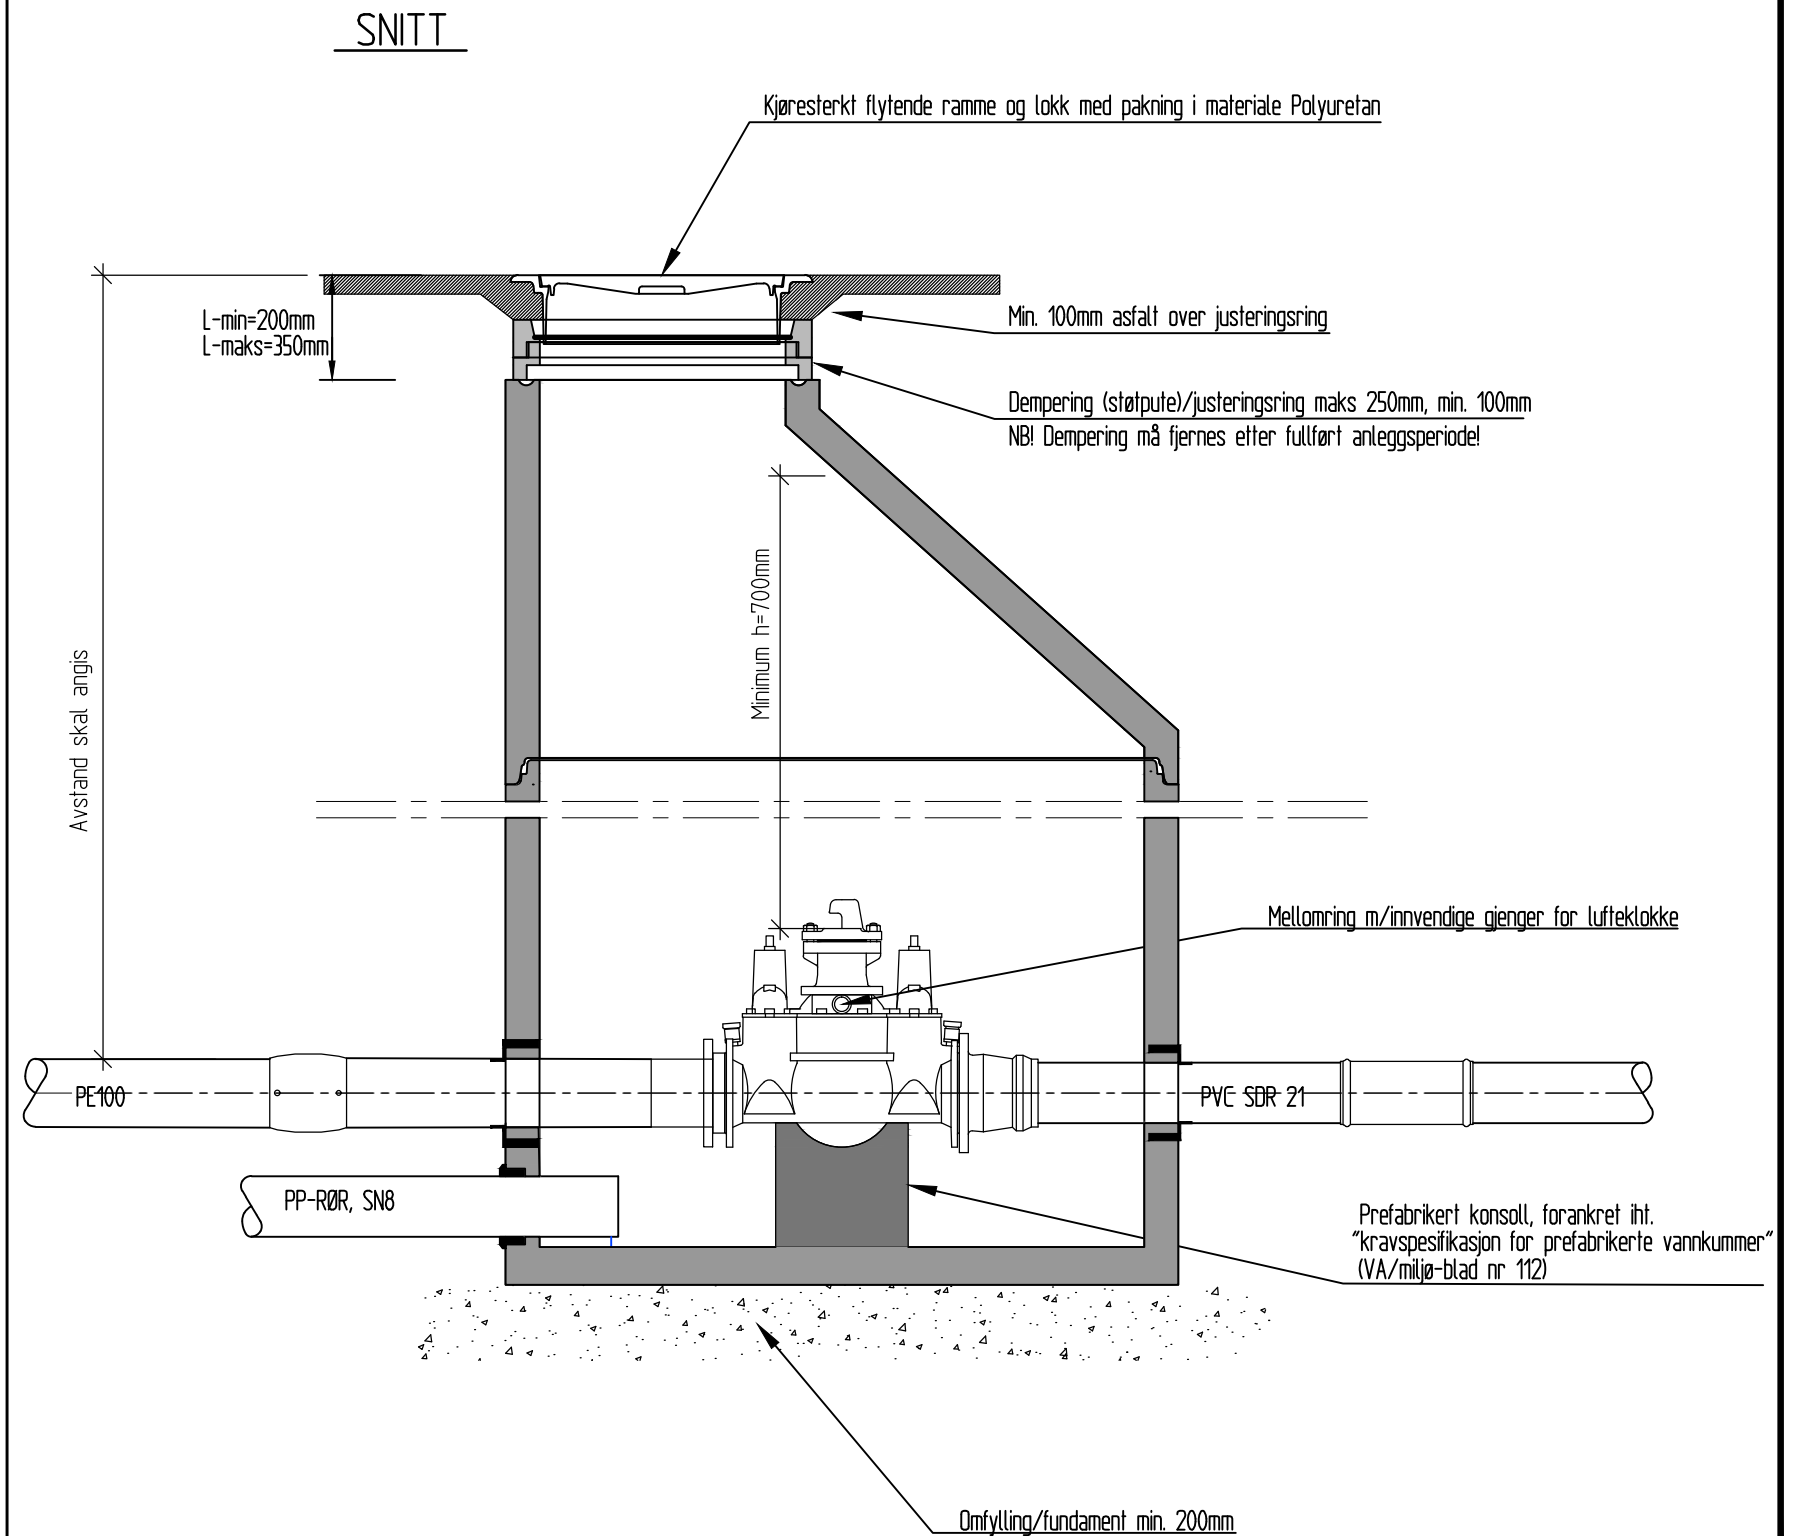 SNITT
Kjøresterkt flytende ramme og lokk med pakning i materiale Polyuretan
L-min=200mm
L-maks=350mm
Min. 100mm asfalt over justeringsring
Dempering (støtpute)/justeringsring maks 250mm, min. 100mm
NB! Dempering må fjernes etter fullført anleggsperiode!
Minimum h=700mm
Avstand skal angis
Mellomring m/innvendige gjenger for lufteklokke
PE100
PVC SDR 21
PP-RØR, SN8
Prefabrikert konsoll, forankret iht.
"kravspesifikasjon for prefabrikerte vannkummer"
(VA/miljø-blad nr 112)
Omfylling/fundament min. 200mm